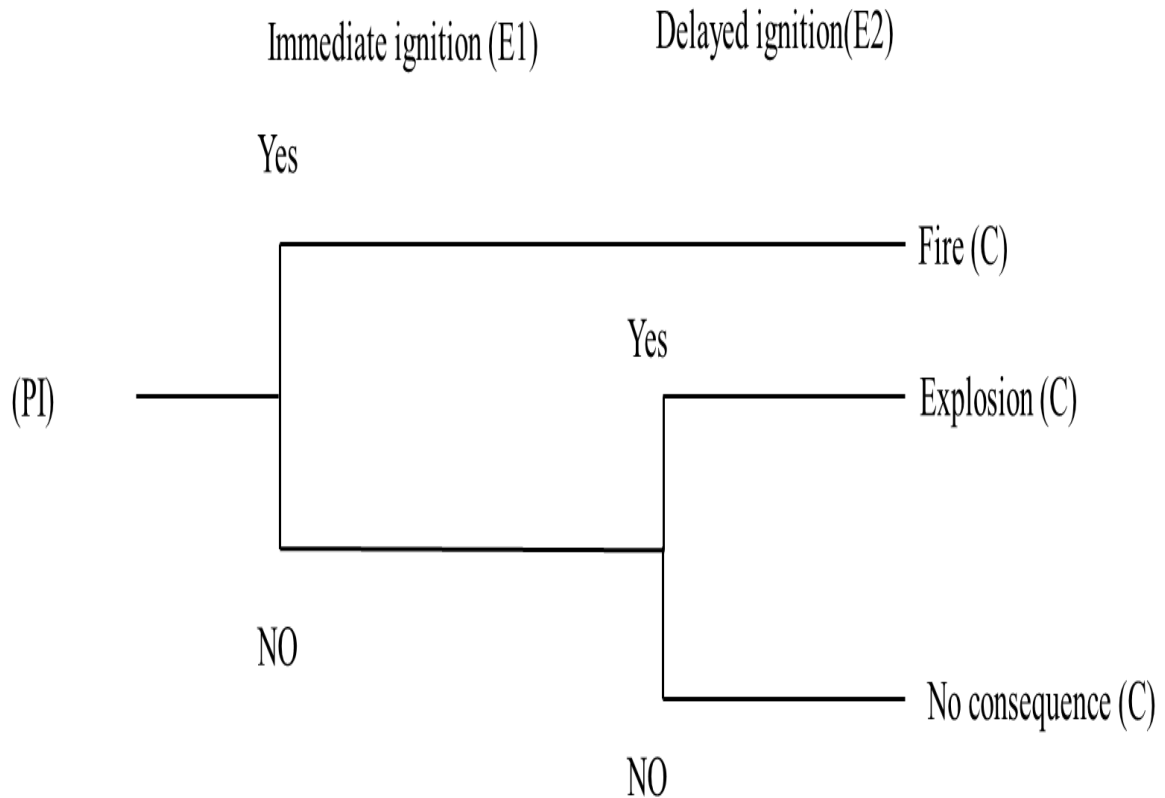 Immediate ignition (E1)
Delayed ignition(E2)
Yes
Fire (C)
Yes
(PI)
Explosion (C)
NO
No consequence (C)
NO